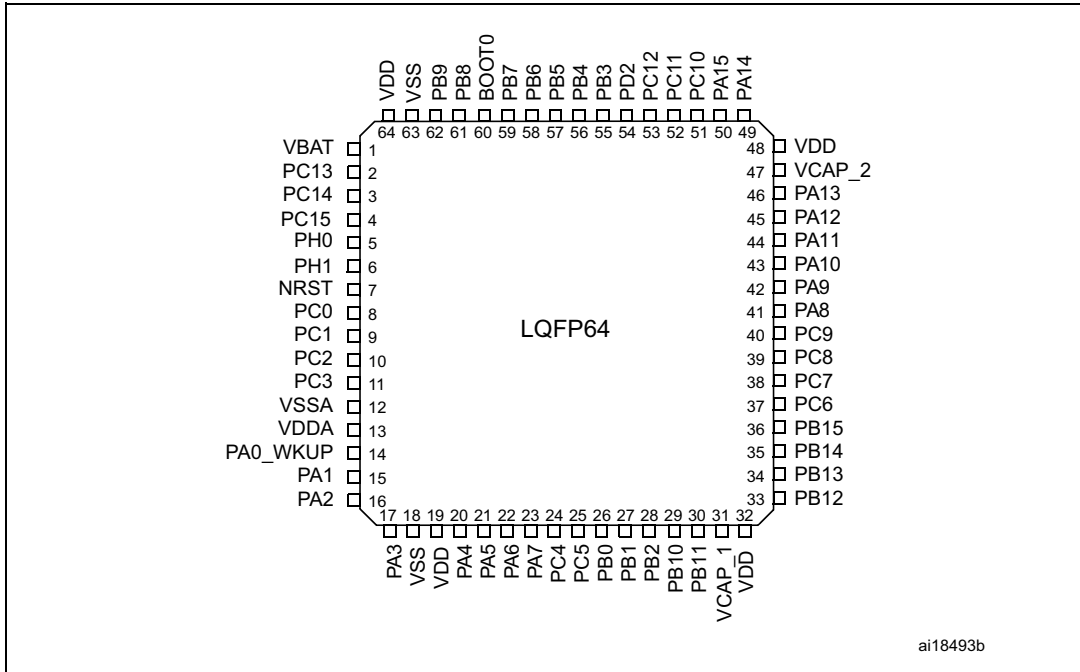 VDD VSS PB9 PB8 BOOT0 PB7 PB6 PB5 PB4 PB3 PD2 PC12 PC11 PC10 PA15 PA14
64 63 62 61 60 59 58 57 56 55 54 53 52 51 50 49
VBAT 1 48 VDD
PC13 2 47 VCAP_2
PC14 3 46 PA13
PC15 4 45 PA12
PH0 5 44 PA11
PH1 6 43 PA10
NRST 7 42 PA9
PC0 8 41 PA8
PC1 9 LQFP64 40 PC9
PC2 10 39 PC8
PC3 11 38 PC7
VSSA 12 37 PC6
VDDA 13 36 PB15
PA0_WKUP 14 35 PB14
PA1 15 34 PB13
PA2 16 33 PB12
17 18 19 20 21 22 23 24 25 26 27 28 29 30 31 32
PA3 VSS VDD PA4 PA5 PA6 PA7 PC4 PC5 PB0 PB1 PB2 PB10 PB11 VCAP_1 VDD
ai18493b